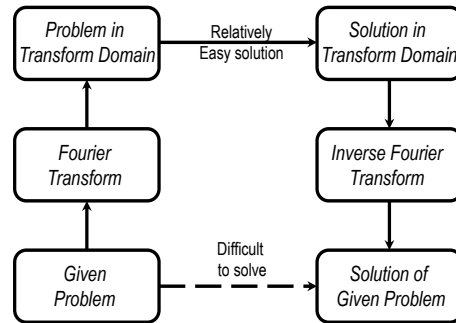 Problem in
Transform Domain
Relatively
Easy solution
Solution in
Transform Domain
Fourier
Transform
Inverse Fourier
Transform
Given
Problem
Difficult
to solve
Solution of
Given Problem